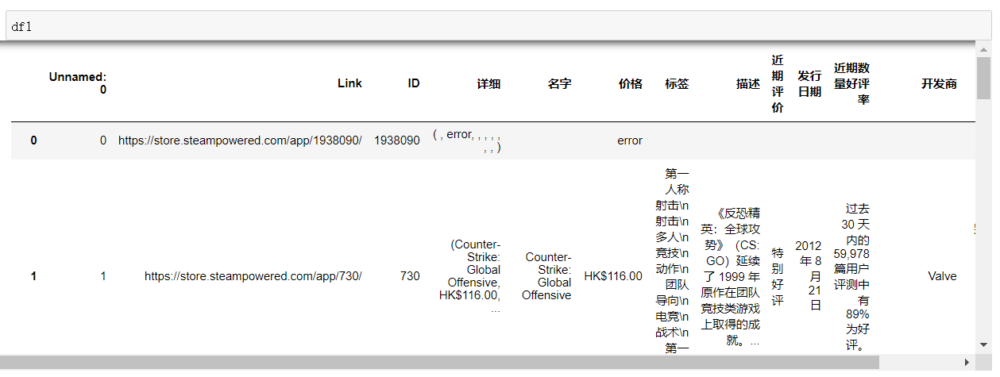 df1
Unnamed: 0 Link ID 详细 名字 价格 标签 描述 近期评价 发行日期 近期数量好评率 开发商
0 0 https://store.steampowered.com/app/1938090/ 1938090 ( , error, , , , , , , ) error
1 1 https://store.steampowered.com/app/730/ 730 (Counter-Strike: Global Offensive, HK$116.00, ... Counter-Strike: Global Offensive HK$116.00 第一人称射击\n射击\n多人\n竞技\n动作\n团队导向\n电竞\n战术\n第一 《反恐精英：全球攻势》（CS: GO）延续了 1999 年原作在团队竞技类游戏上取得的成就。... 特别好评 2012 年 8 月 21 日 过去 30 天内的 59,978 篇用户评测中有 89% 为好评。 Valve